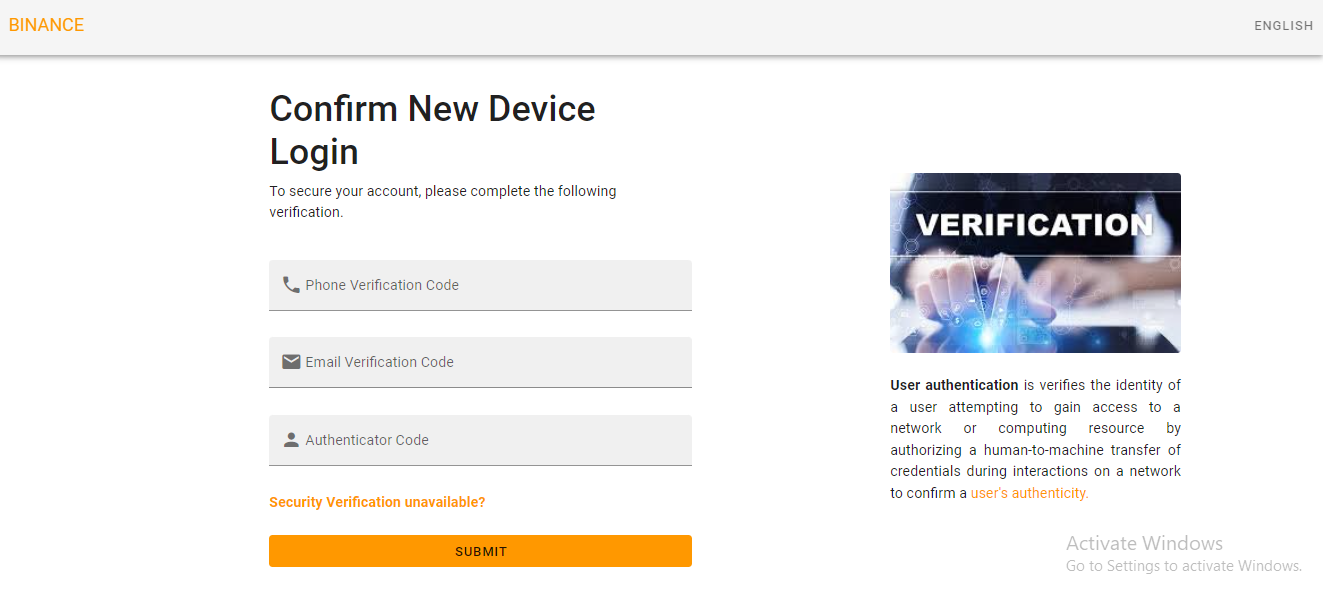 BINANCE
ENGLISH
Confirm New Device
Login
To secure your account, please complete the following
verification.
Phone Verification Code
Email Verification Code
Authenticator Code
Security Verification unavailable?
SUBMIT
VERIFICATION
User authentication is verifies the identity of
a user attempting to gain access to a
network or computing resource by
authorizing a human-to-machine transfer of
credentials during interactions on a network
to confirm a user's authenticity.
Activate Windows
Go to Settings to activate Windows.